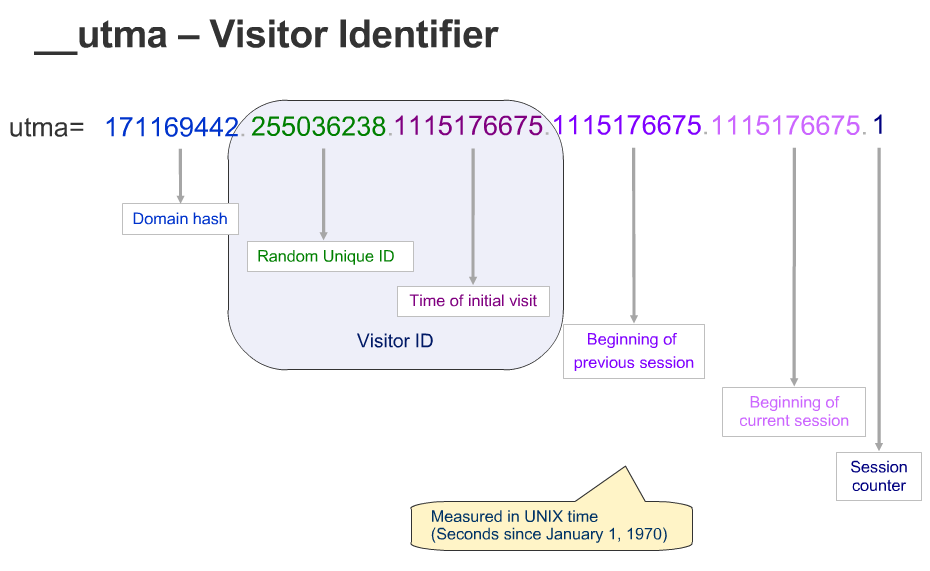 __utma – Visitor Identifier
utma= 171169442.255036238.1115176675.1115176675.1115176675.1
Domain hash
Random Unique ID
Time of initial visit
Visitor ID
Beginning of
previous session
Beginning of
current session
Session
counter
Measured in UNIX time
(Seconds since January 1, 1970)